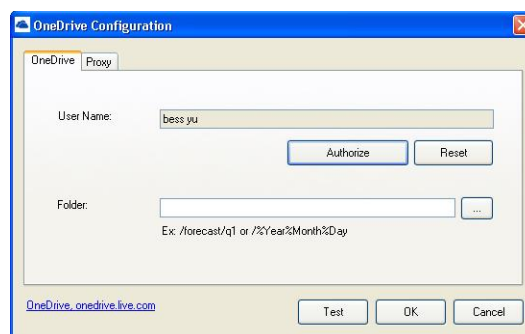 OneDrive Configuration
OneDrive Proxy
User Name: bess yu
Authorize Reset
Folder: ...
Ex: /forecast/q1 or /%Year%Month%Day
OneDrive, onedrive.live.com Test OK Cancel